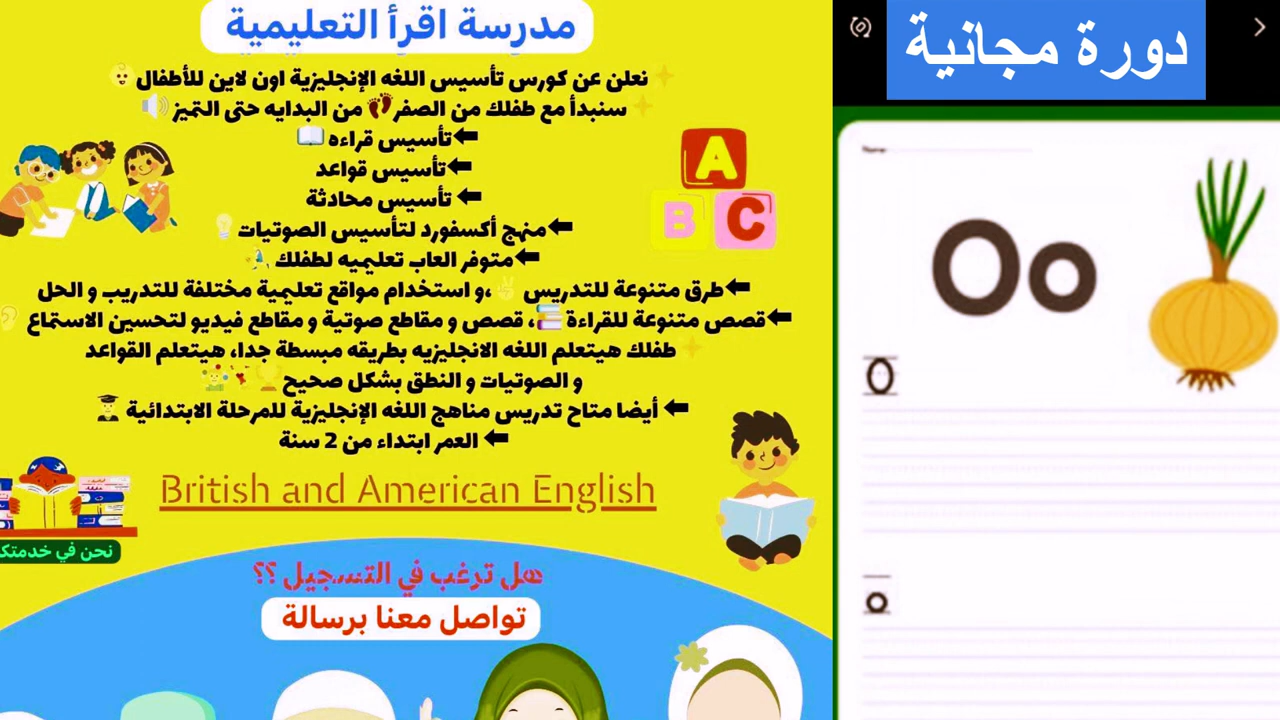 مدرسة اقرأ التعليمية
نعلن عن كورس تأسيس اللغه الإنجليزية اون لاين للأطفال
سنبدأ مع طفلك من الصفر من البدايه حتى التميز
تأسيس قراءه
تأسيس قواعد
تأسيس محادثة
منهج أكسفورد لتأسيس الصوتيات
متوفر العاب تعليميه لطفلك
طرق متنوعة للتدريس ،و استخدام مواقع تعليمية مختلفة للتدريب و الحل
قصص متنوعة للقراءة ، قصص و مقاطع صوتية و مقاطع فيديو لتحسين الاستماع
طفلك هيتعلم اللغه الانجليزيه بطريقه مبسطة جدا، هيتعلم القواعد
و الصوتيات و النطق بشكل صحيح
أيضا متاح تدريس مناهج اللغه الإنجليزية للمرحلة الابتدائية
العمر ابتداء من 2 سنة
A
B C
British and American English
نحن في خدمتك
هل ترغب في التسجيل ؟؟
تواصل معنا برسالة
دورة مجانية
Oo
O
o